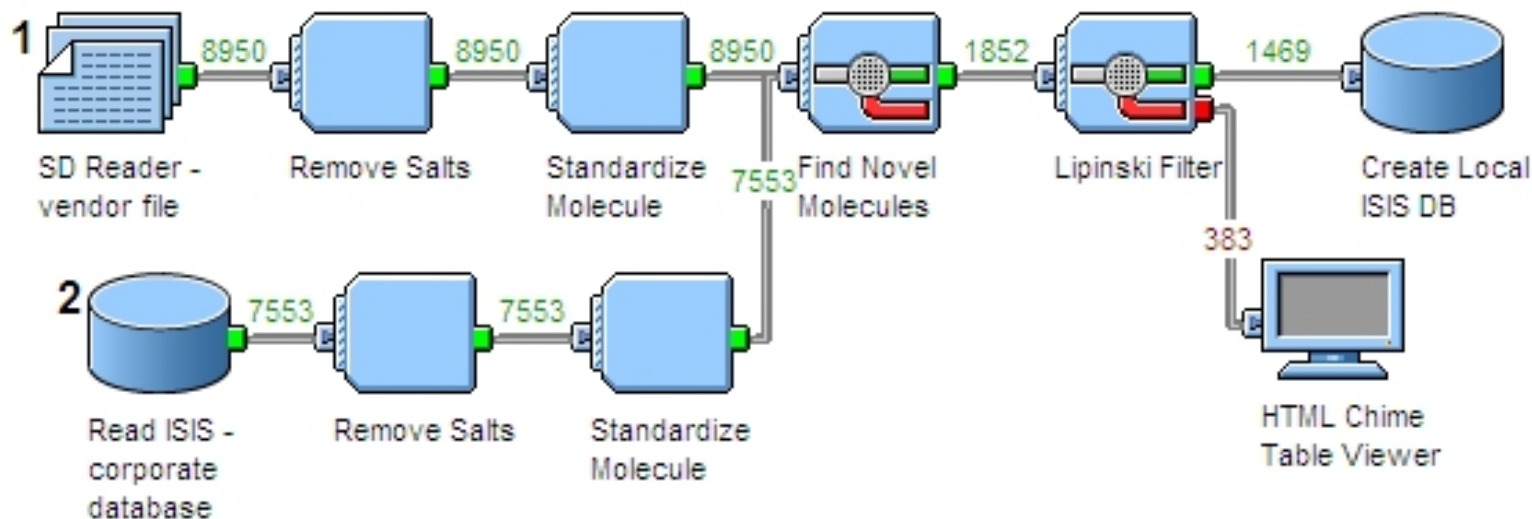 1
8950
8950
8950
1852
1469
SD Reader -
vendor file
Remove Salts
Standardize
Molecule
7553
Find Novel
Molecules
Lipinski Filter
Create Local
ISIS DB
383
2
7553
7553
Read ISIS -
corporate
database
Remove Salts
Standardize
Molecule
HTML Chime
Table Viewer